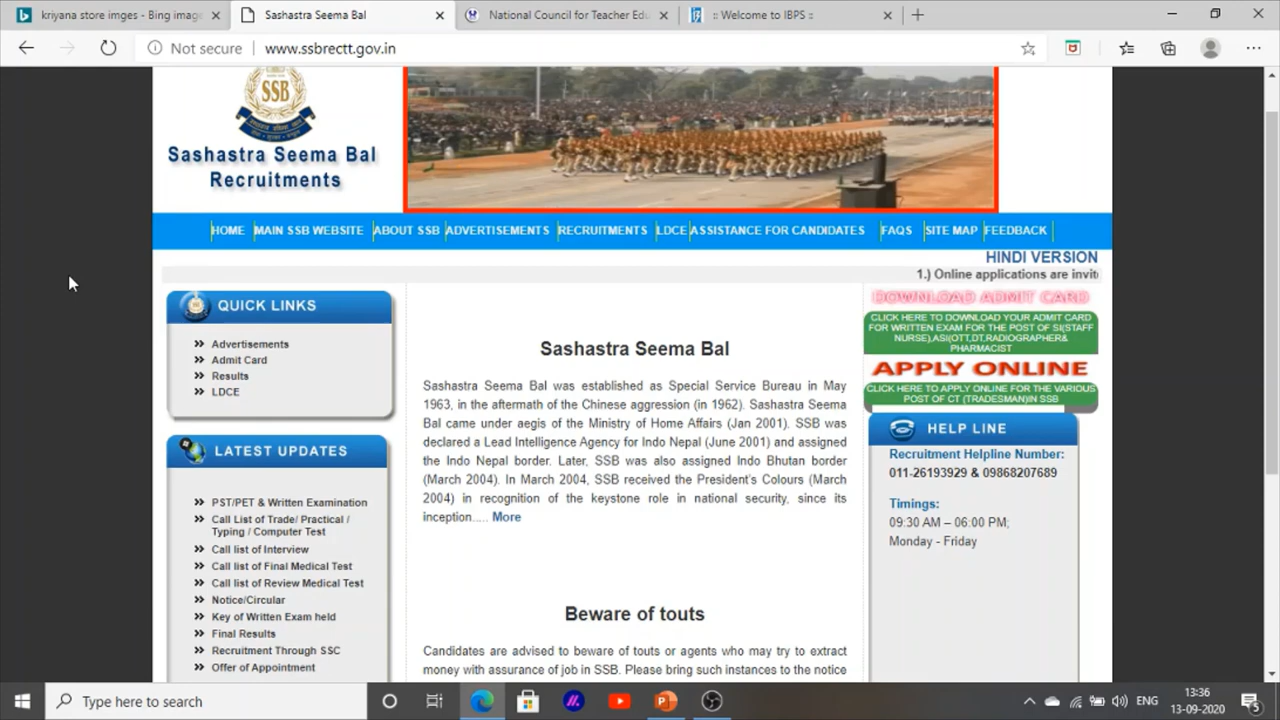 kriyana store imges - Bing image
Sashastra Seema Bal
National Council for Teacher Edu
:: Welcome to IBPS ::
Not secure
www.ssbrectt.gov.in
SSB
Sashastra Seema Bal
Recruitments
HOME
MAIN SSB WEBSITE
ABOUT SSB
ADVERTISEMENTS
RECRUITMENTS
LDCE
ASSISTANCE FOR CANDIDATES
FAQS
SITE MAP
FEEDBACK
HINDI VERSION
1.) Online applications are invit
QUICK LINKS
Advertisements
Admit Card
Results
LDCE
LATEST UPDATES
PST/PET & Written Examination
Call List of Trade/ Practical /
Typing / Computer Test
Call list of Interview
Call list of Final Medical Test
Call list of Review Medical Test
Notice/Circular
Key of Written Exam held
Final Results
Recruitment Through SSC
Offer of Appointment
Sashastra Seema Bal
Sashastra Seema Bal was established as Special Service Bureau in May
1963, in the aftermath of the Chinese aggression (in 1962). Sashastra Seema
Bal came under aegis of the Ministry of Home Affairs (Jan 2001). SSB was
declared a Lead Intelligence Agency for Indo Nepal (June 2001) and assigned
the Indo Nepal border. Later, SSB was also assigned Indo Bhutan border
(March 2004). In March 2004, SSB received the President's Colours (March
2004) in recognition of the keystone role in national security, since its
inception..... More
Beware of touts
Candidates are advised to beware of touts or agents who may try to extract
money with assurance of job in SSB. Please bring such instances to the notice
DOWNLOAD ADMIT CARD
CLICK HERE TO DOWNLOAD YOUR ADMIT CARD
FOR WRITTEN EXAM FOR THE POST OF SI(STAFF
NURSE),ASI(OTT,DT,RADIOGRAPHER&
PHARMACIST
APPLY ONLINE
CLICK HERE TO APPLY ONLINE FOR THE VARIOUS
POST OF CT (TRADESMAN)IN SSB
HELP LINE
Recruitment Helpline Number:
011-26193929 & 09868207689
Timings:
09:30 AM – 06:00 PM;
Monday - Friday
Type here to search
ENG
13:36
13-09-2020
5